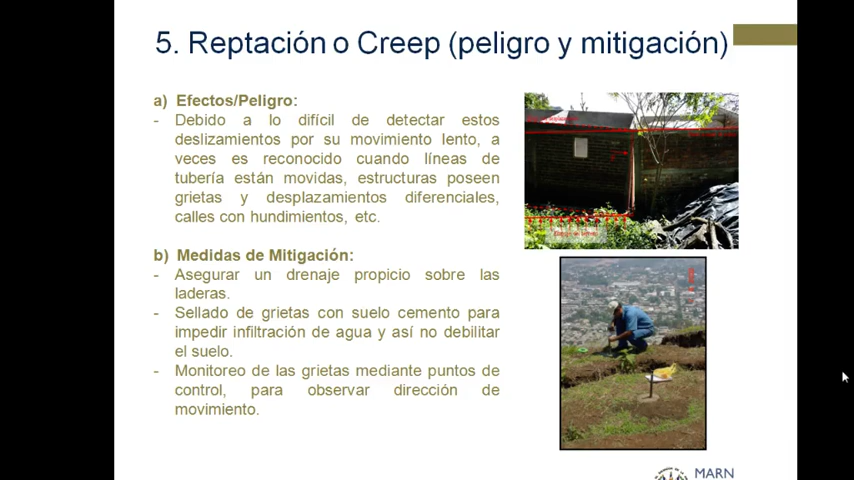 5. Reptación o Creep (peligro y mitigación)
a) Efectos/Peligro:
- Debido a lo difícil de detectar estos
deslizamientos por su movimiento lento, a
veces es reconocido cuando líneas de
tubería están movidas, estructuras poseen
grietas y desplazamientos diferenciales,
calles con hundimientos, etc.
b) Medidas de Mitigación:
- Asegurar un drenaje propicio sobre las
laderas.
- Sellado de grietas con suelo cemento para
impedir infiltración de agua y así no debilitar
el suelo.
- Monitoreo de las grietas mediante puntos de
control, para observar dirección de
movimiento.
MARN